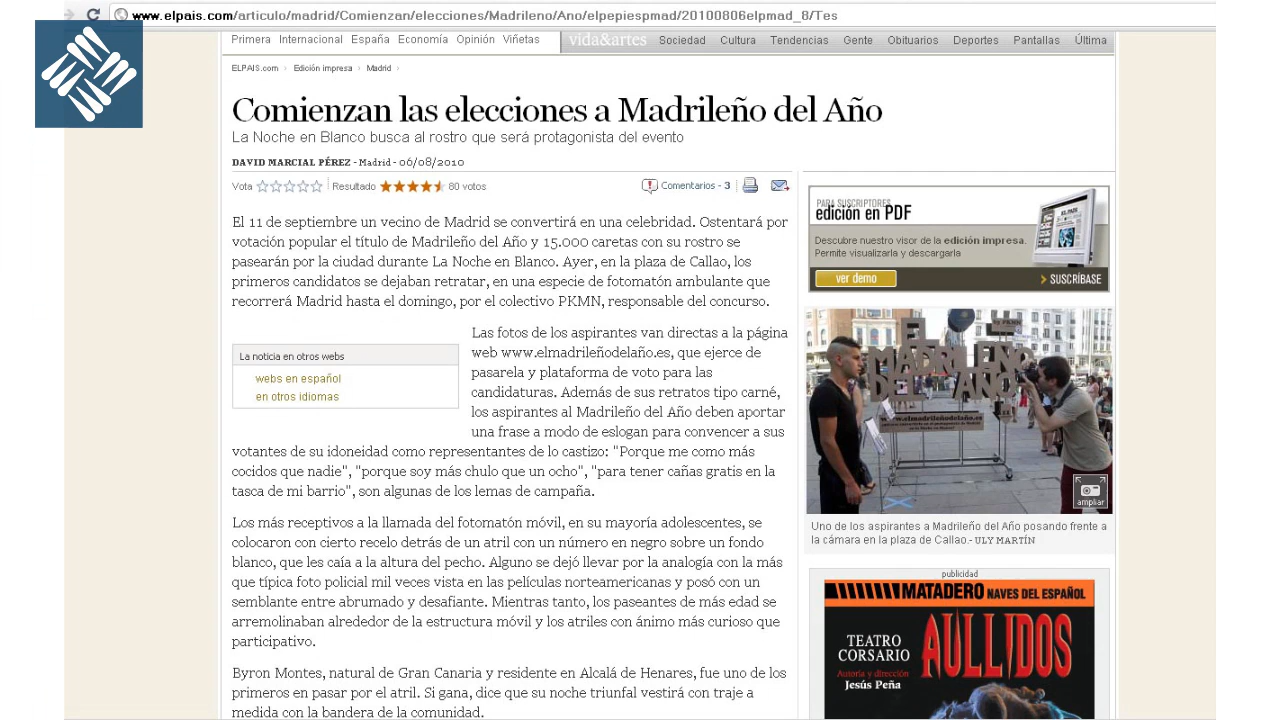 www.elpais.com/articulo/madrid/Comienzan/elecciones/Madrileno/Ano/elpepiespmad/20100806elpmad_8/Tes
Primera Internacional España Economía Opinión Viñetas vida&artes Sociedad Cultura Tendencias Gente Obituarios Deportes Pantallas Última
ELPAIS.com › Edición impresa › Madrid ›
Comienzan las elecciones a Madrileño del Año
La Noche en Blanco busca al rostro que será protagonista del evento
DAVID MARCIAL PÉREZ - Madrid - 06/08/2010
Vota Resultado 80 votos Comentarios - 3
El 11 de septiembre un vecino de Madrid se convertirá en una celebridad. Ostentará por
votación popular el título de Madrileño del Año y 15.000 caretas con su rostro se
pasearán por la ciudad durante La Noche en Blanco. Ayer, en la plaza de Callao, los
primeros candidatos se dejaban retratar, en una especie de fotomatón ambulante que
recorrerá Madrid hasta el domingo, por el colectivo PKMN, responsable del concurso.
La noticia en otros webs
webs en español
en otros idiomas
Las fotos de los aspirantes van directas a la página
web www.elmadrileñodelaño.es, que ejerce de
pasarela y plataforma de voto para las
candidaturas. Además de sus retratos tipo carné,
los aspirantes al Madrileño del Año deben aportar
una frase a modo de eslogan para convencer a sus
votantes de su idoneidad como representantes de lo castizo: "Porque me como más
cocidos que nadie", "porque soy más chulo que un ocho", "para tener cañas gratis en la
tasca de mi barrio", son algunas de los lemas de campaña.
Los más receptivos a la llamada del fotomatón móvil, en su mayoría adolescentes, se
colocaron con cierto recelo detrás de un atril con un número en negro sobre un fondo
blanco, que les caía a la altura del pecho. Alguno se dejó llevar por la analogía con la más
que típica foto policial mil veces vista en las películas norteamericanas y posó con un
semblante entre abrumado y desafiante. Mientras tanto, los paseantes de más edad se
arremolinaban alrededor de la estructura móvil y los atriles con ánimo más curioso que
participativo.
Byron Montes, natural de Gran Canaria y residente en Alcalá de Henares, fue uno de los
primeros en pasar por el atril. Si gana, dice que su noche triunfal vestirá con traje a
medida con la bandera de la comunidad.
PARA SUSCRIPTORES
edición en PDF
Descubre nuestro visor de la edición impresa.
Permite visualizarla y descargarla
ver demo
SUSCRÍBASE
by PKMN
EL
MADRILEÑO
DEL AÑO
www.elmadrileñodelaño.es
ampliar
Uno de los aspirantes a Madrileño del Año posando frente a
la cámara en la plaza de Callao.- ULY MARTÍN
publicidad
MATADERO NAVES DEL ESPAÑOL
TEATRO
CORSARIO
AULLIDOS
Autoría y dirección
Jesús Peña